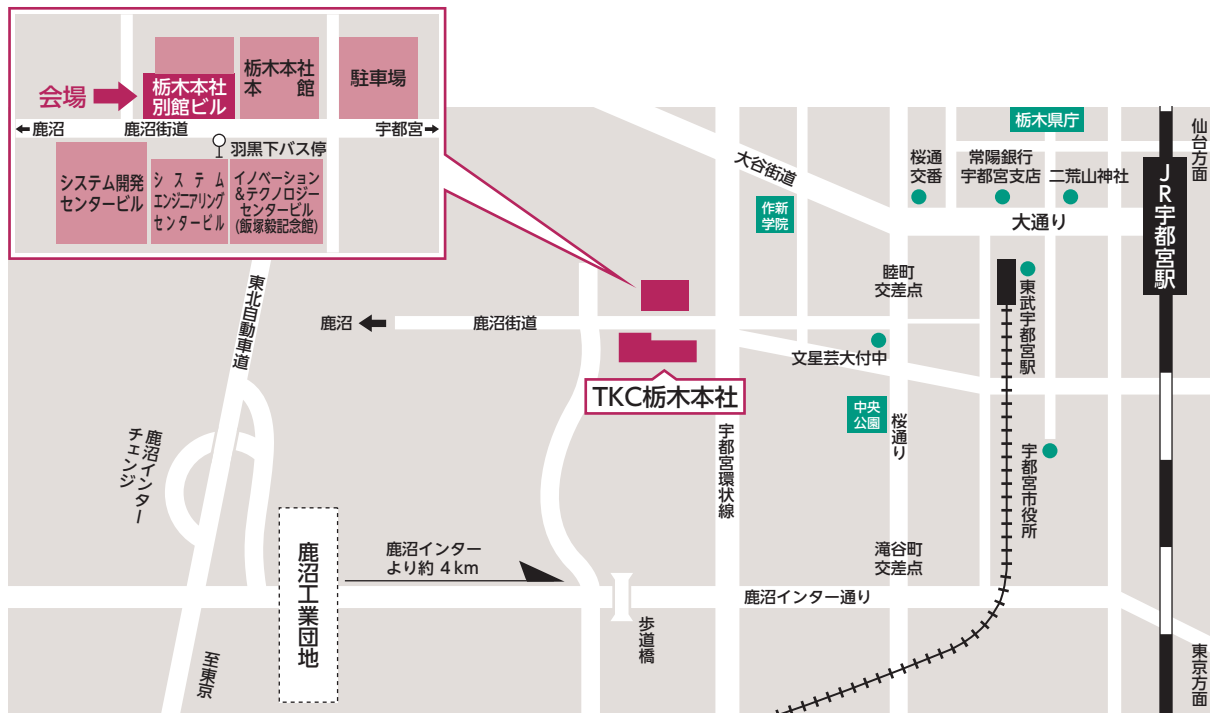 会場
栃木本社
別館ビル
栃木本社
本館
駐車場
鹿沼
鹿沼街道
宇都宮
羽黒下バス停
システム開発
センタービル
システム
エンジニアリング
センタービル
イノベーション
&テクノロジー
センタービル
(飯塚毅記念館)
大谷街道
作新
学院
栃木県庁
桜通
交番
常陽銀行
宇都宮支店
二荒山神社
大通り
仙台方面
JR宇都宮駅
睦町
交差点
東武宇都宮駅
東北自動車道
鹿沼
鹿沼街道
文星芸大付中
TKC栃木本社
中央
公園
桜通り
宇都宮環状線
宇都宮市役所
鹿沼インター
チェンジ
鹿沼工業団地
鹿沼インター
より約 4km
滝谷町
交差点
鹿沼インター通り
歩道橋
至東京
東京方面